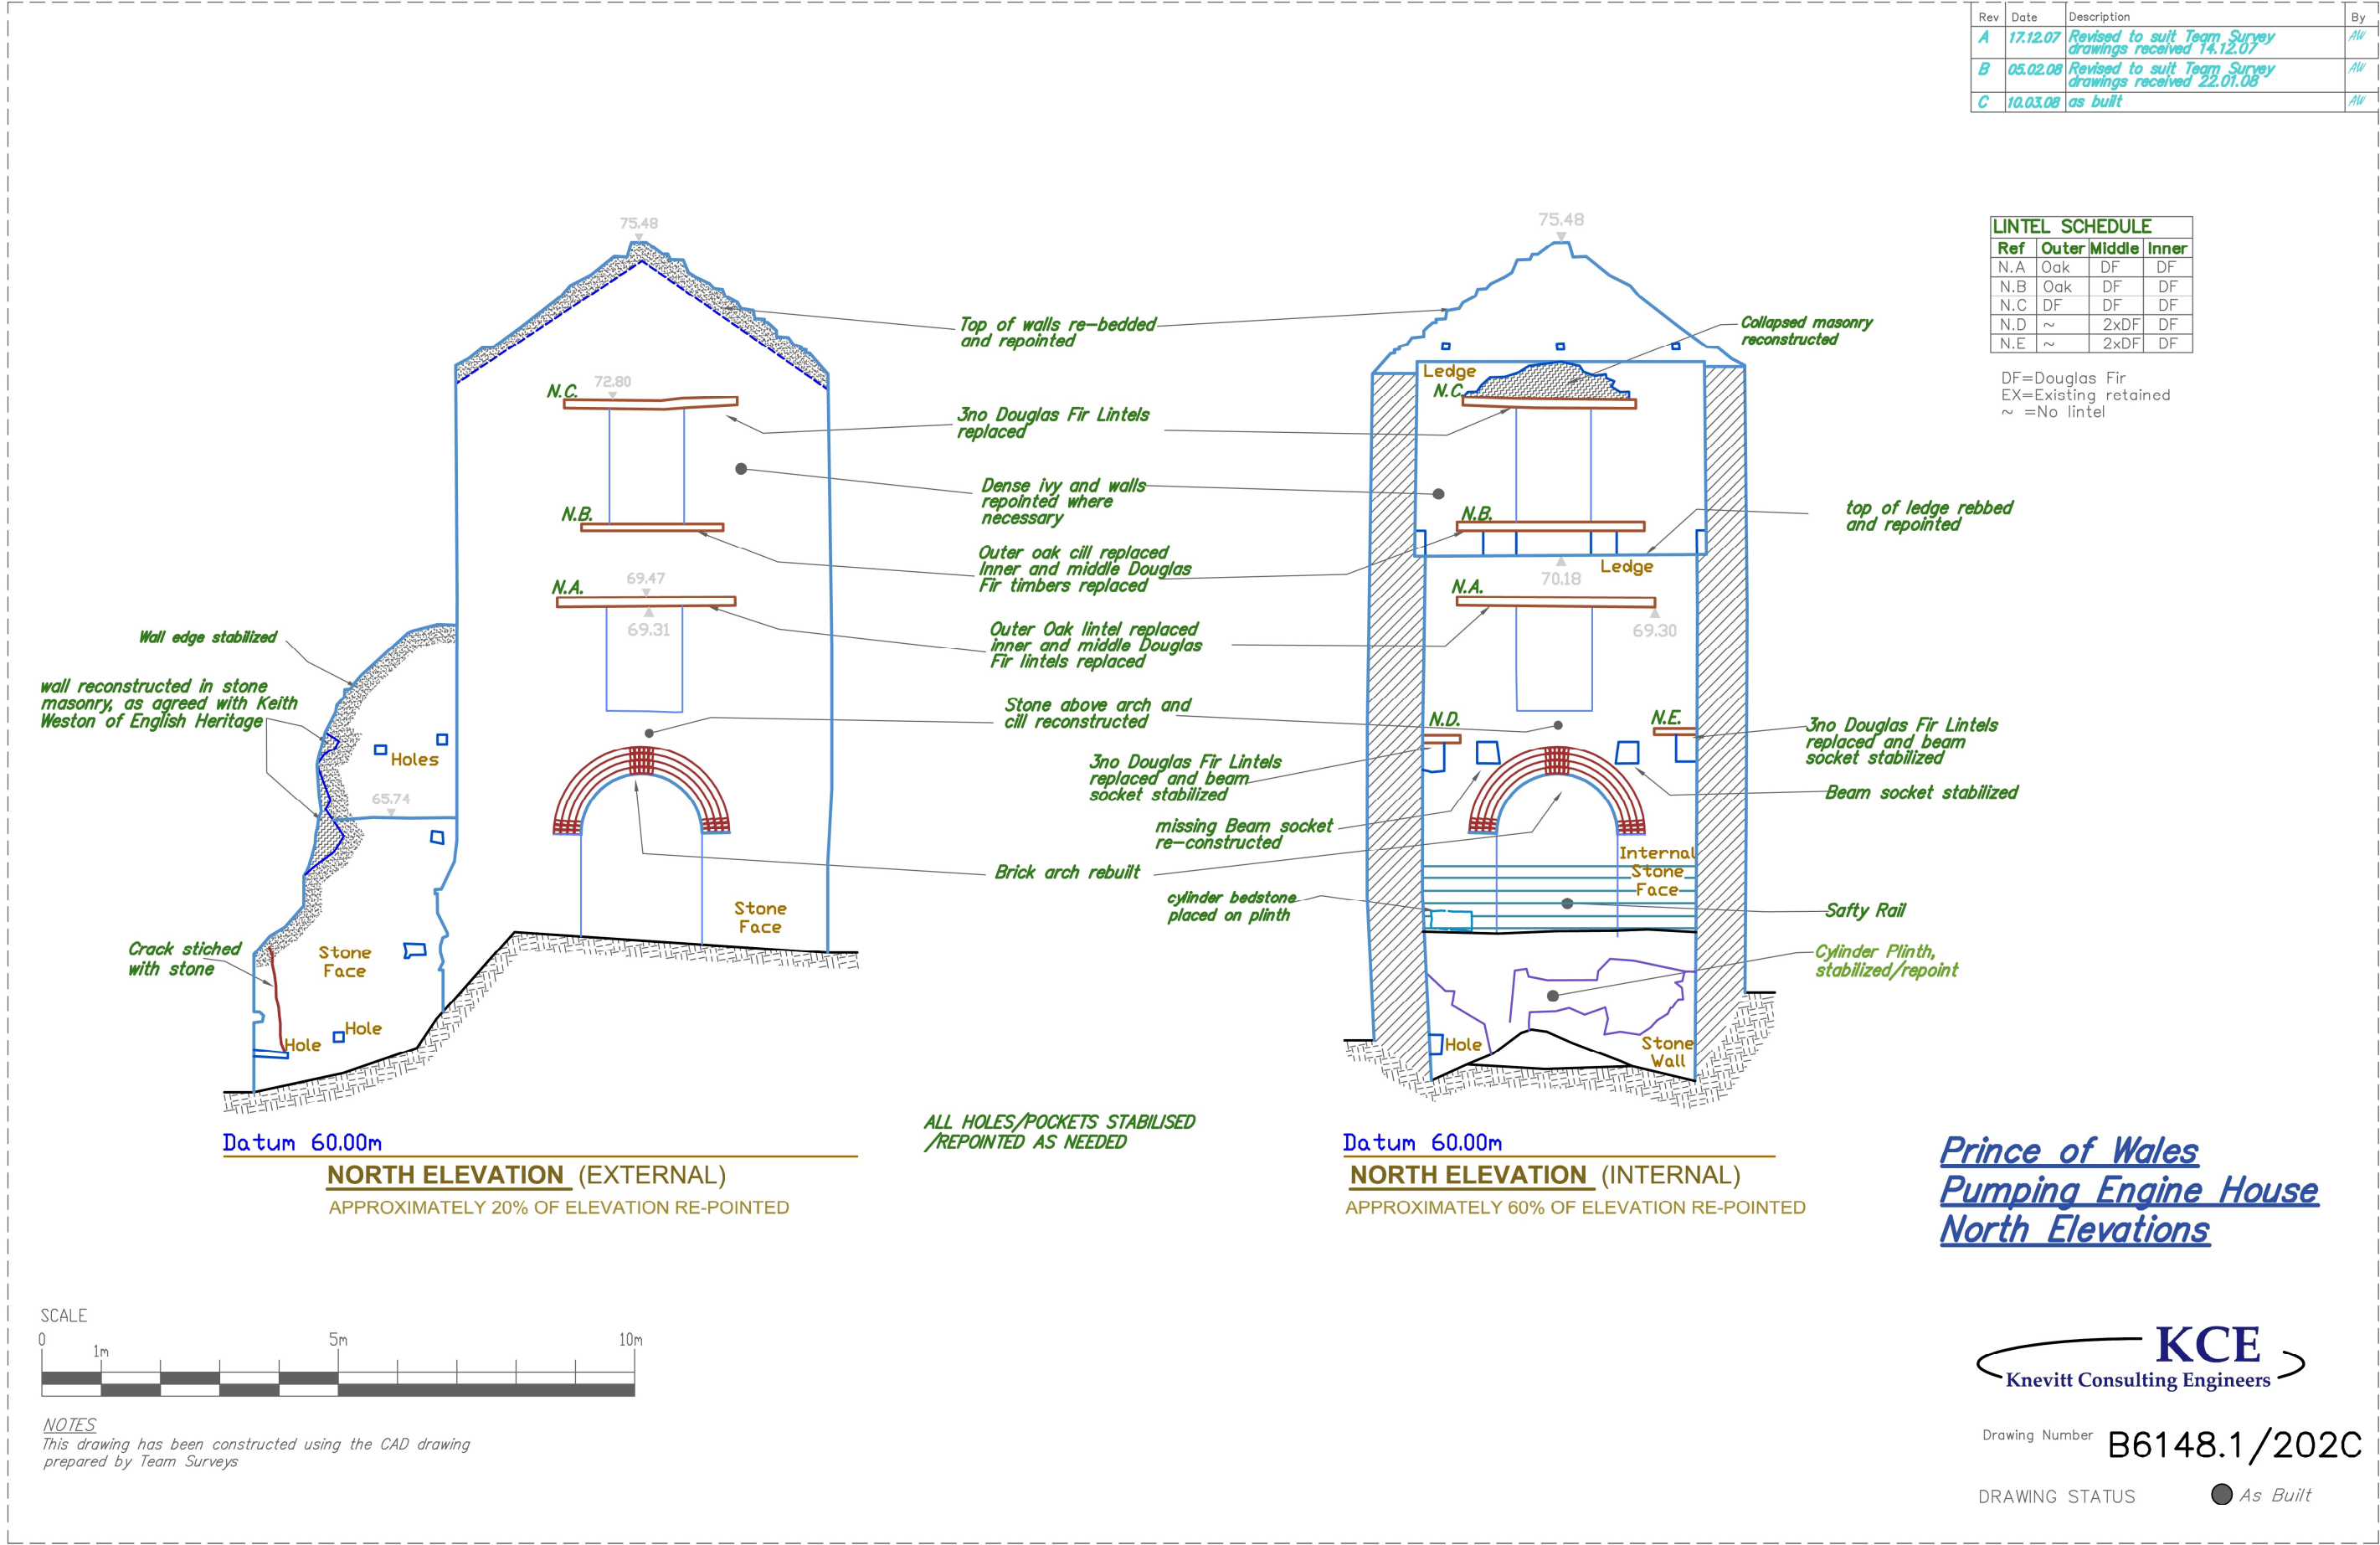 Rev Date Description By
A 17.12.07 Revised to suit Team Survey AW
drawings received 14.12.07
B 05.02.08 Revised to suit Team Survey AW
drawings received 22.01.08
C 10.03.08 as built AW
LINTEL SCHEDULE
Ref Outer Middle Inner
N.A Oak DF DF
N.B Oak DF DF
N.C DF DF DF
N.D ~ 2xDF DF
N.E ~ 2xDF DF
DF=Douglas Fir
EX=Existing retained
~ =No lintel
75.48
72.80
N.C.
N.B.
69.47
N.A.
69.31
Wall edge stabilized
wall reconstructed in stone
masonry, as agreed with Keith
Weston of English Heritage
Holes
65.74
Crack stiched
with stone
Stone
Face
Hole
Hole
Stone
Face
Top of walls re-bedded
and repointed
3no Douglas Fir Lintels
replaced
Dense ivy and walls
repointed where
necessary
Outer oak cill replaced
Inner and middle Douglas
Fir timbers replaced
Outer Oak lintel replaced
inner and middle Douglas
Fir lintels replaced
Stone above arch and
cill reconstructed
3no Douglas Fir Lintels
replaced and beam
socket stabilized
missing Beam socket
re-constructed
Brick arch rebuilt
cylinder bedstone
placed on plinth
75.48
Collapsed masonry
reconstructed
Ledge
N.C.
N.B.
top of ledge rebbed
and repointed
Ledge
70.18
N.A.
69.30
N.D.
N.E.
3no Douglas Fir Lintels
replaced and beam
socket stabilized
Beam socket stabilized
Internal
Stone
Face
Safty Rail
Cylinder Plinth,
stabilized/repoint
Hole
Stone
Wall
ALL HOLES/POCKETS STABILISED
/REPOINTED AS NEEDED
Datum 60.00m
NORTH ELEVATION (EXTERNAL)
APPROXIMATELY 20% OF ELEVATION RE-POINTED
Datum 60.00m
NORTH ELEVATION (INTERNAL)
APPROXIMATELY 60% OF ELEVATION RE-POINTED
Prince of Wales
Pumping Engine House
North Elevations
SCALE
0 1m 5m 10m
NOTES
This drawing has been constructed using the CAD drawing
prepared by Team Surveys
KCE
Knevitt Consulting Engineers
Drawing Number B6148.1/202C
DRAWING STATUS As Built